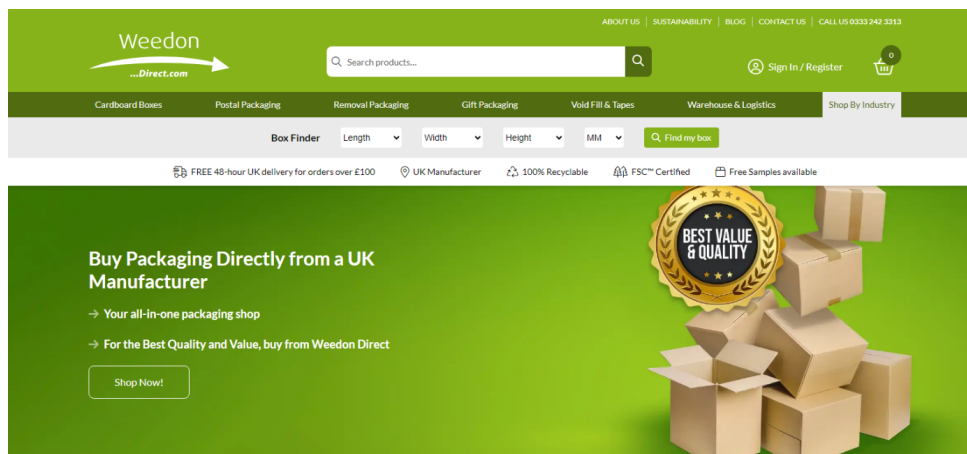 ABOUT US | SUSTAINABILITY | BLOG | CONTACT US | CALL US 0333 242 3313
Weedon
...Direct.com
Search products...
Sign In / Register
0
Cardboard Boxes Postal Packaging Removal Packaging Gift Packaging Void Fill & Tapes Warehouse & Logistics Shop By Industry
Box Finder Length Width Height MM Find my box
FREE 48-hour UK delivery for orders over £100 UK Manufacturer 100% Recyclable FSC™ Certified Free Samples available
BEST VALUE
& QUALITY
Buy Packaging Directly from a UK
Manufacturer
→ Your all-in-one packaging shop
→ For the Best Quality and Value, buy from Weedon Direct
Shop Now!